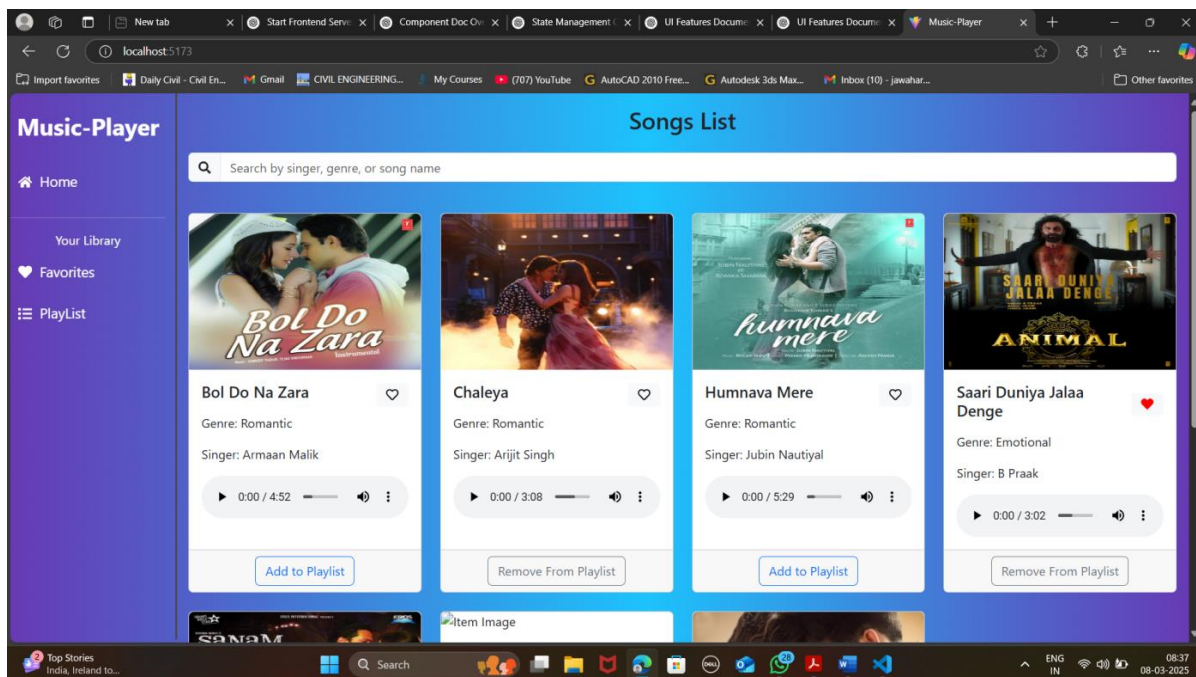 New tab
Start Frontend Serve
Component Doc Ov
State Management
UI Features Docume
UI Features Docume
Music-Player
localhost:5173
Import favorites
Daily Civil - Civil En...
Gmail
CIVIL ENGINEERING...
My Courses
(707) YouTube
AutoCAD 2010 Free...
Autodesk 3ds Max...
Inbox (10) - jawahar...
Other favorites
Music-Player
Home
Your Library
Favorites
PlayList
Songs List
Search by singer, genre, or song name
Bol Do
Na Zara
Instrumental
humnava
mere
SAARI DUNIYA
JALAA DENGE
ANIMAL
Bol Do Na Zara
Genre: Romantic
Singer: Armaan Malik
0:00 / 4:52
Add to Playlist
Chaleya
Genre: Romantic
Singer: Arijit Singh
0:00 / 3:08
Remove From Playlist
Humnava Mere
Genre: Romantic
Singer: Jubin Nautiyal
0:00 / 5:29
Add to Playlist
Saari Duniya Jalaa
Denge
Genre: Emotional
Singer: B Praak
0:00 / 3:02
Remove From Playlist
SANAM
Item Image
2
Top Stories
India, Ireland to...
Search
DELL
28
ENG
IN
08:37
08-03-2025